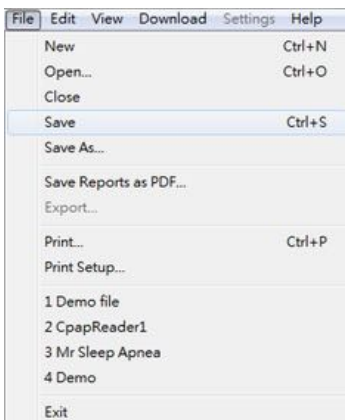 File Edit View Download Settings Help
New Ctrl+N
Open... Ctrl+O
Close
Save Ctrl+S
Save As...
Save Reports as PDF...
Export...
Print... Ctrl+P
Print Setup...
1 Demo file
2 CpapReader1
3 Mr Sleep Apnea
4 Demo
Exit